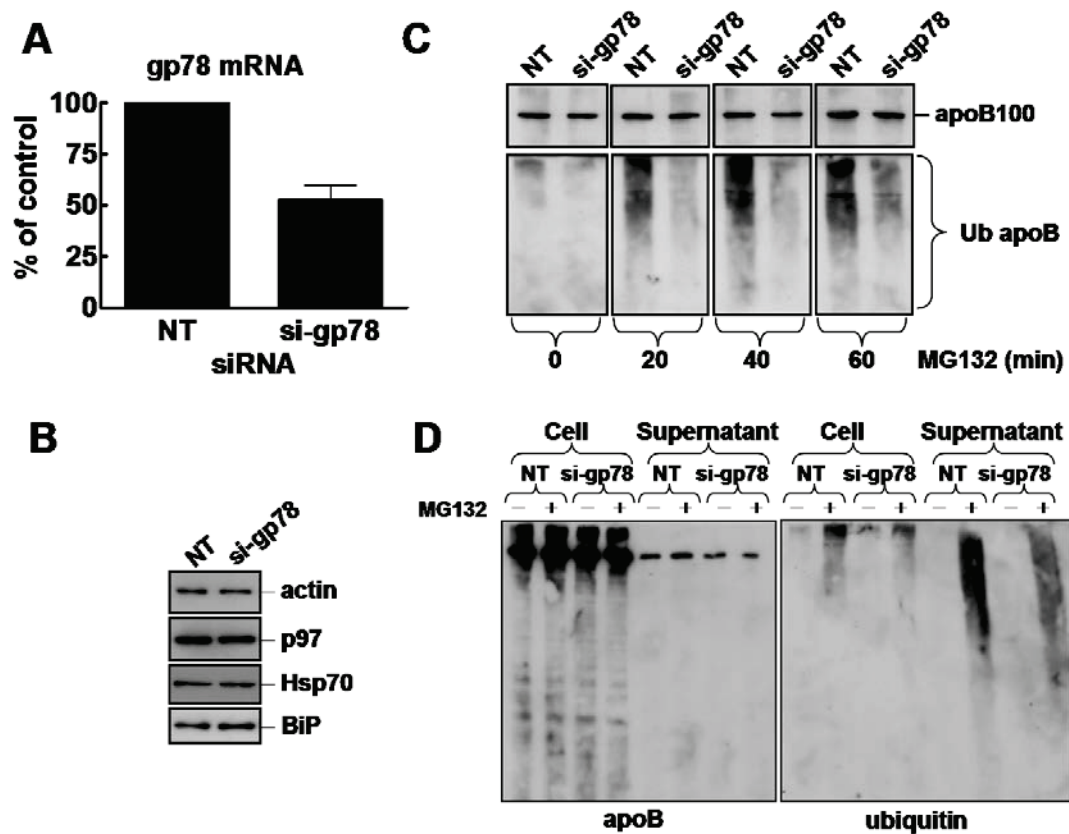 A
gp78 mRNA
% of control
100
75
50
25
0
NT si-gp78
siRNA
B
NT si-gp78
actin
p97
Hsp70
BiP
C
NT si-gp78 NT si-gp78 NT si-gp78 NT si-gp78
apoB100
Ub apoB
0 20 40 60 MG132 (min)
D
Cell Supernatant Cell Supernatant
NT si-gp78 NT si-gp78 NT si-gp78 NT si-gp78
MG132 − + − + − + − + − + − + − + − +
apoB ubiquitin